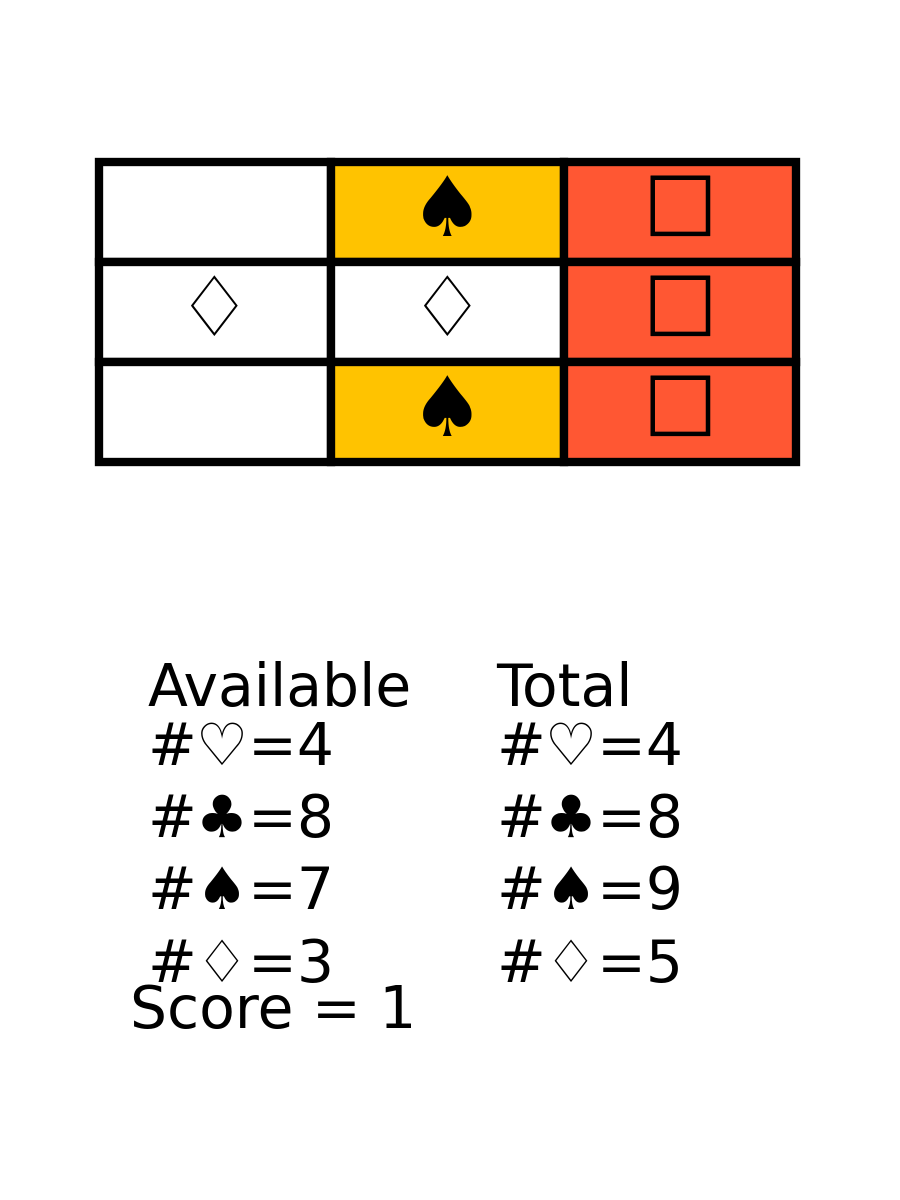 ♠ □
♢ ♢ □
♠ □
Available Total
#♡=4 #♡=4
#♣=8 #♣=8
#♠=7 #♠=9
#♢=3 #♢=5
Score = 1